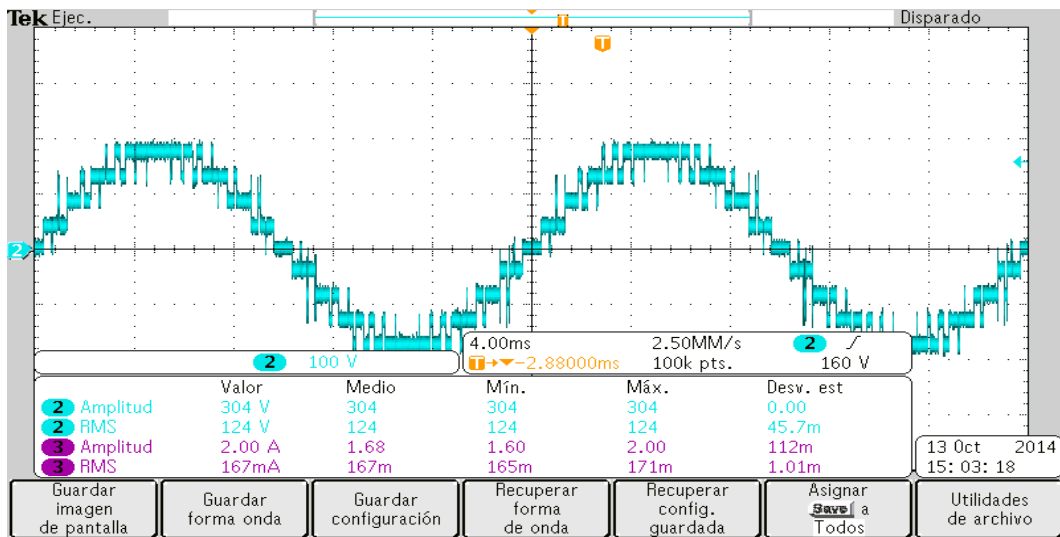 Tek Ejec. Disparado
T
T
2
2 100 V
4.00ms 2.50MM/s 2
T→▼-2.88000ms 100k pts. 160 V
Valor Medio Mín. Máx. Desv. est
2 Amplitud 304 V 304 304 304 0.00
2 RMS 124 V 124 124 124 45.7m
3 Amplitud 2.00 A 1.68 1.60 2.00 112m
3 RMS 167mA 167m 165m 171m 1.01m
13 Oct 2014
15:03:18
Guardar
imagen
de pantalla
Guardar
forma onda
Guardar
configuración
Recuperar
forma
de onda
Recuperar
config.
guardada
Asignar
Save a
Todos
Utilidades
de archivo